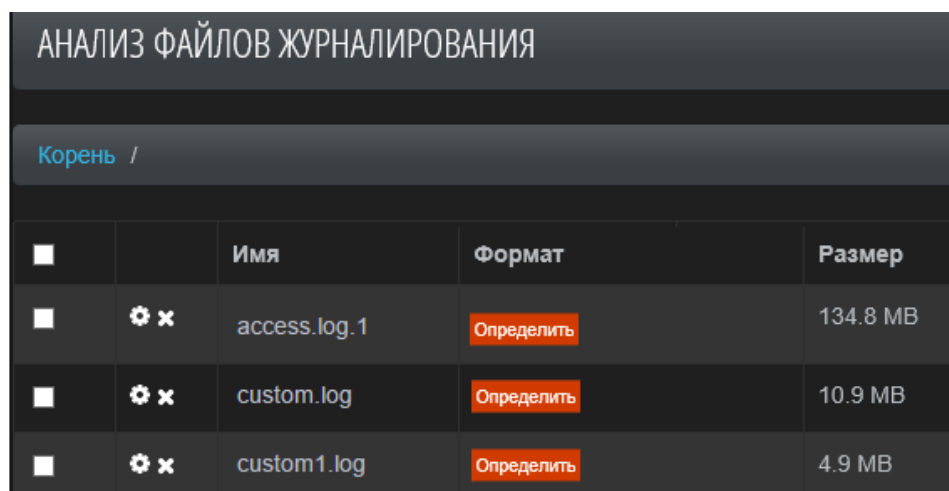 АНАЛИЗ ФАЙЛОВ ЖУРНАЛИРОВАНИЯ
Корень /
Имя Формат Размер
access.log.1 Определить 134.8 MB
custom.log Определить 10.9 MB
custom1.log Определить 4.9 MB